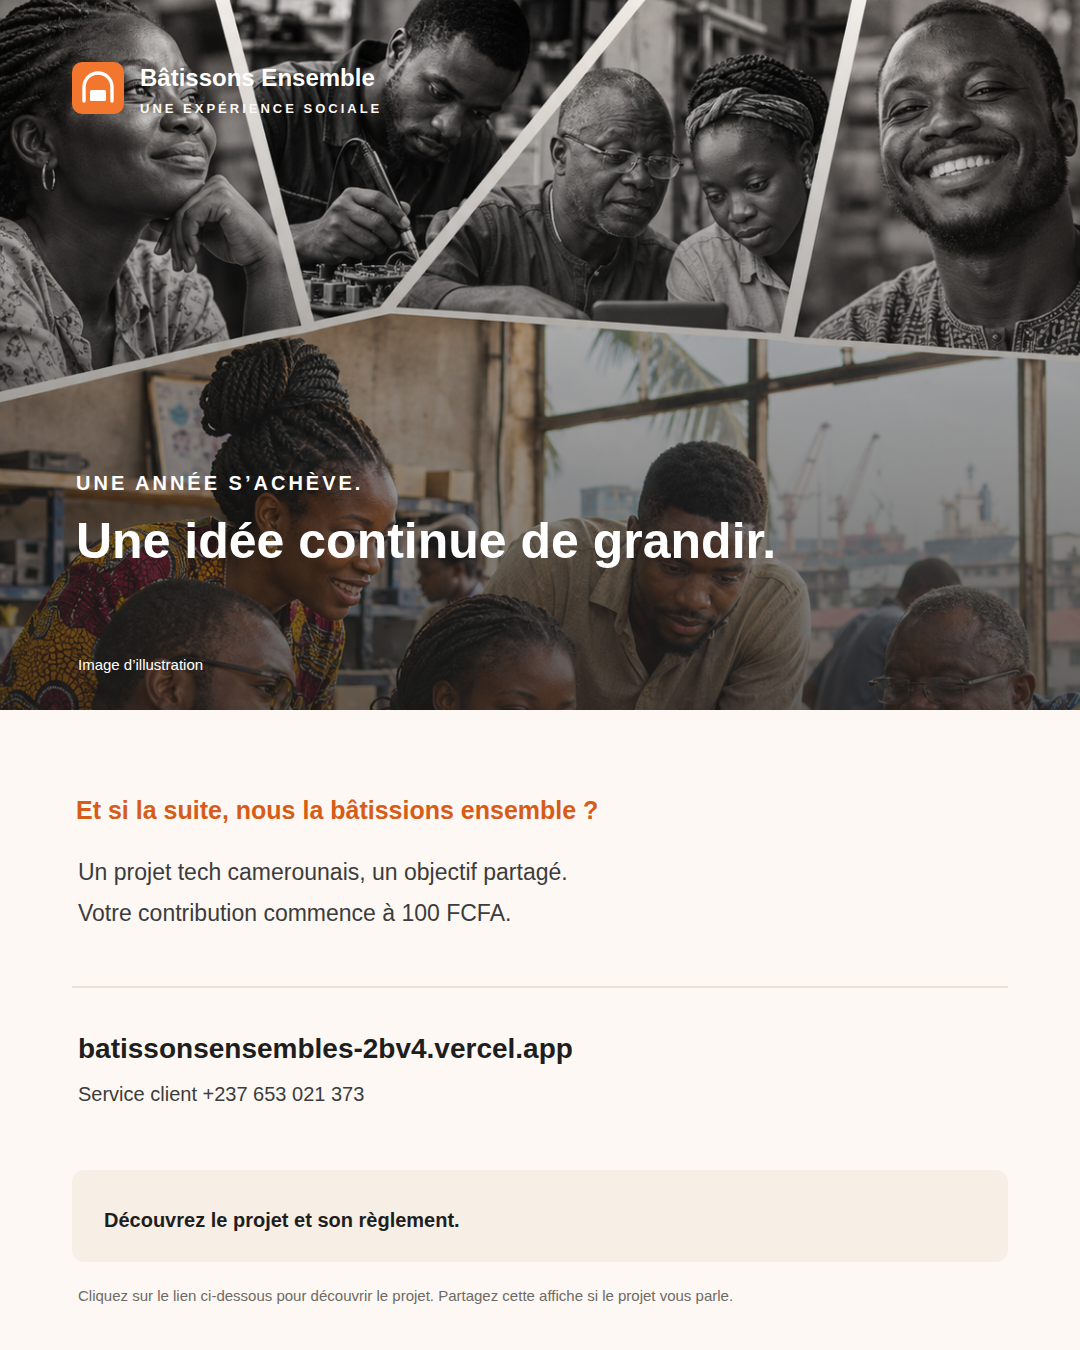 Bâtissons Ensemble
UNE EXPÉRIENCE SOCIALE
UNE ANNÉE S’ACHÈVE.
Une idée continue de grandir.
Image d’illustration
Et si la suite, nous la bâtissions ensemble ?
Un projet tech camerounais, un objectif partagé.
Votre contribution commence à 100 FCFA.
batissonsensembles-2bv4.vercel.app
Service client +237 653 021 373
Découvrez le projet et son règlement.
Cliquez sur le lien ci-dessous pour découvrir le projet. Partagez cette affiche si le projet vous parle.